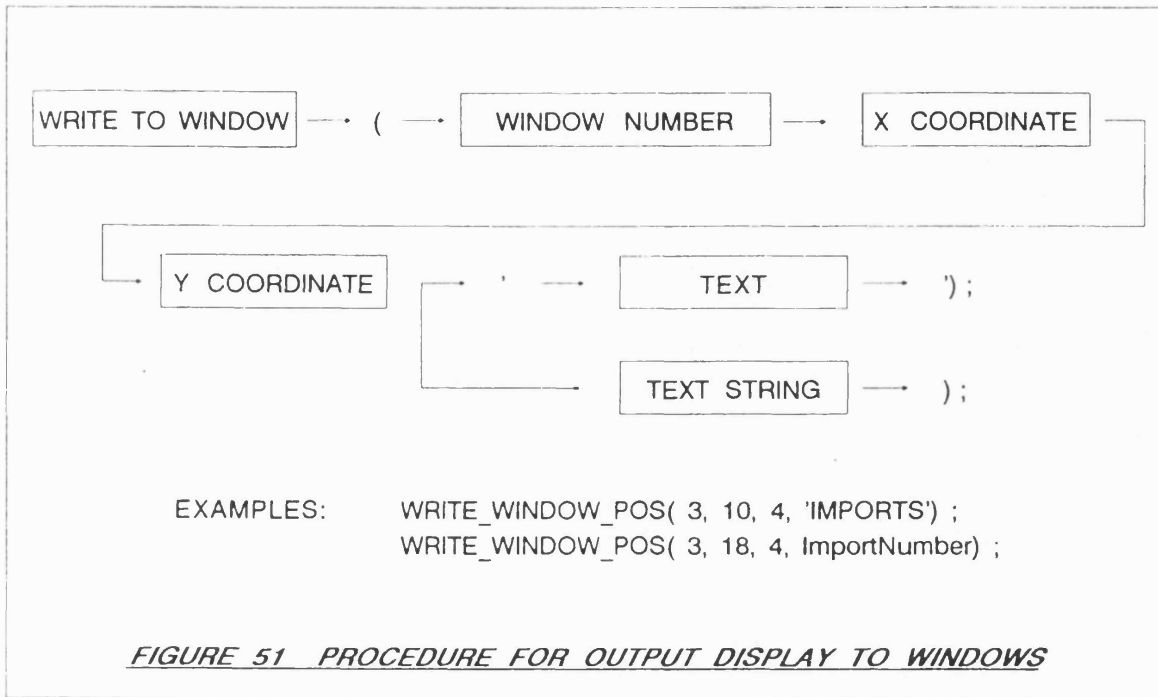 WRITE TO WINDOW ( WINDOW NUMBER X COORDINATE
Y COORDINATE ' TEXT ') ;
TEXT STRING ) ;
EXAMPLES: WRITE_WINDOW_POS( 3, 10, 4, 'IMPORTS') ;
WRITE_WINDOW_POS( 3, 18, 4, ImportNumber) ;
FIGURE 51 PROCEDURE FOR OUTPUT DISPLAY TO WINDOWS